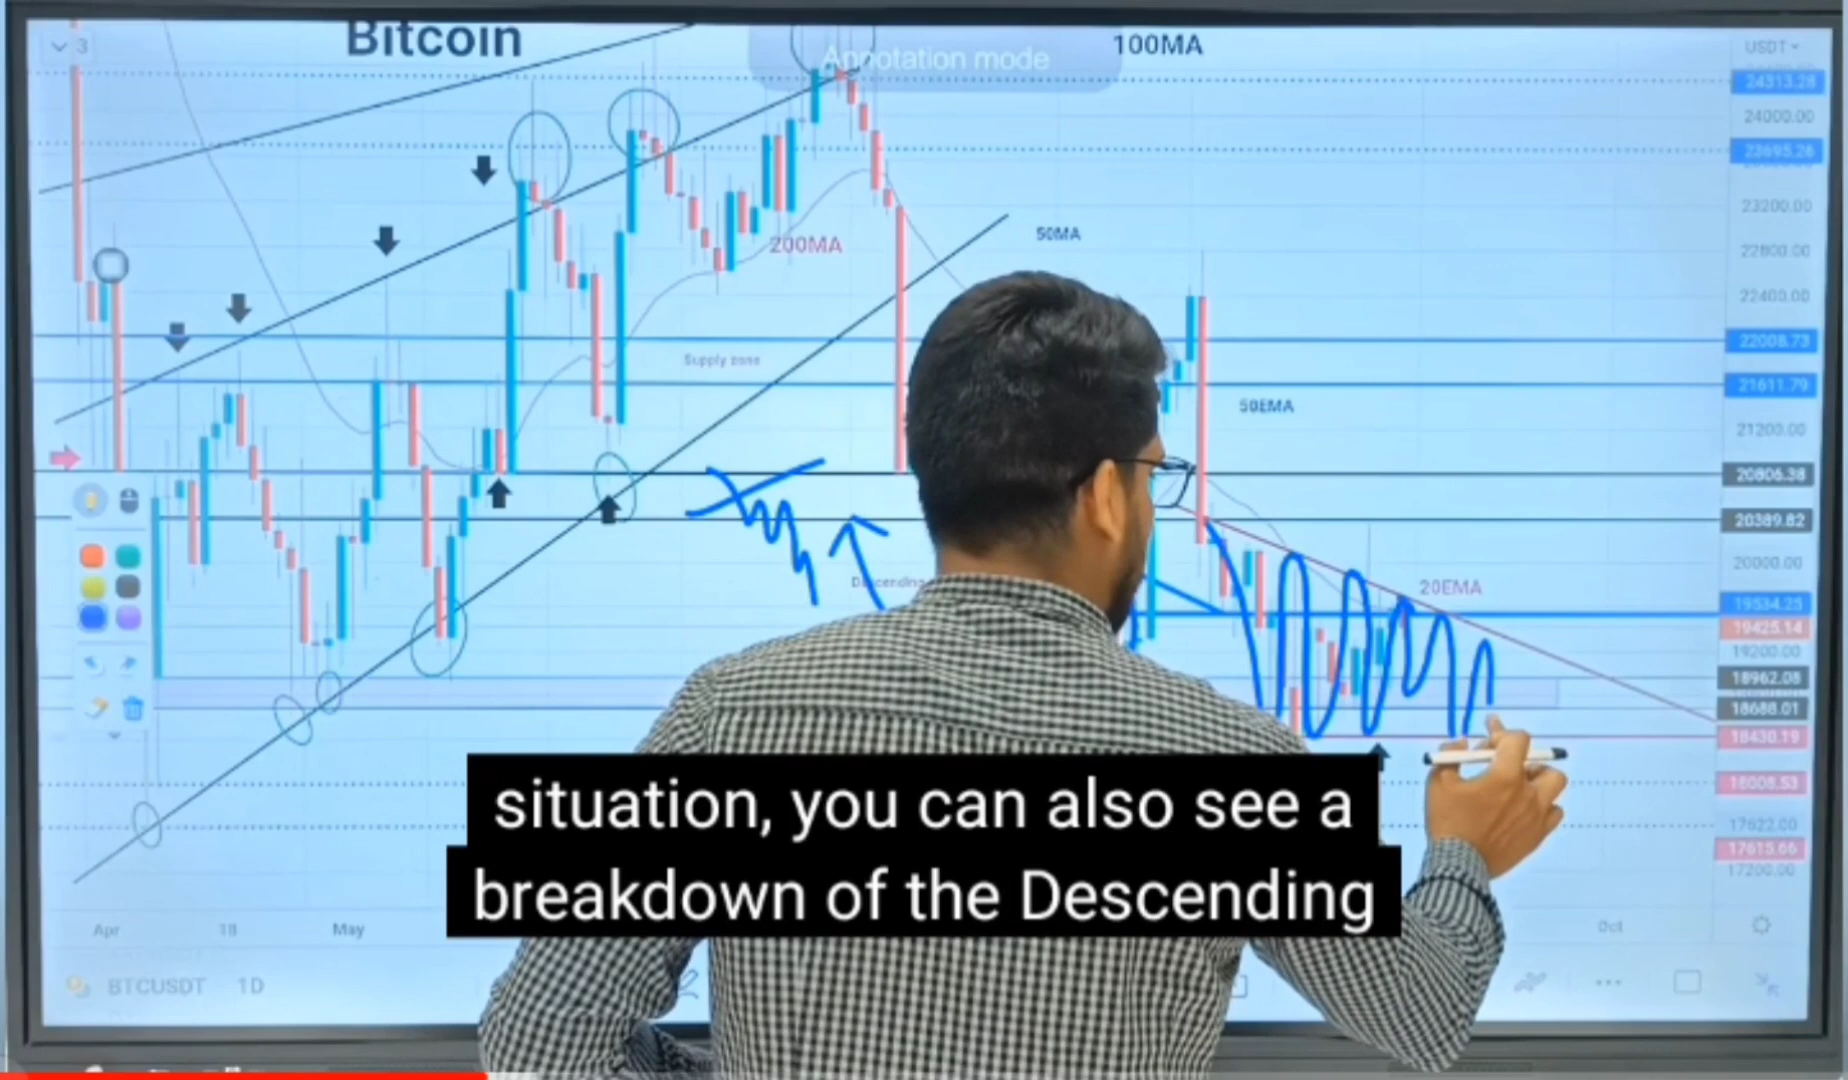 Bitcoin
3
Annotation mode
100MA
USDT
24313.28
24000.00
23695.26
23200.00
200MA
50MA
22800.00
22400.00
22008.73
Supply zone
21611.79
50EMA
21200.00
20806.38
20389.82
20000.00
Descending
20EMA
19534.25
19425.14
19200.00
18962.08
18688.01
18430.19
18008.53
17622.00
17615.66
17200.00
situation, you can also see a
breakdown of the Descending
Apr
18
May
Oct
BTCUSDT 1D